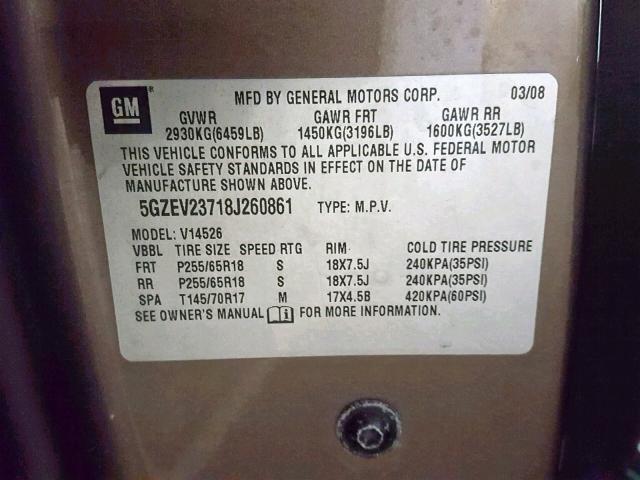 GM ®
MFD BY GENERAL MOTORS CORP. 03/08
GVWR GAWR FRT GAWR RR
2930KG(6459LB) 1450KG(3196LB) 1600KG(3527LB)
THIS VEHICLE CONFORMS TO ALL APPLICABLE U.S. FEDERAL MOTOR
VEHICLE SAFETY STANDARDS IN EFFECT ON THE DATE OF
MANUFACTURE SHOWN ABOVE.
5GZEV23718J260861 TYPE: M.P.V.
MODEL: V14526
VBBL TIRE SIZE SPEED RTG RIM COLD TIRE PRESSURE
FRT P255/65R18 S 18X7.5J 240KPA(35PSI)
RR P255/65R18 S 18X7.5J 240KPA(35PSI)
SPA T145/70R17 M 17X4.5B 420KPA(60PSI)
SEE OWNER'S MANUAL FOR MORE INFORMATION.